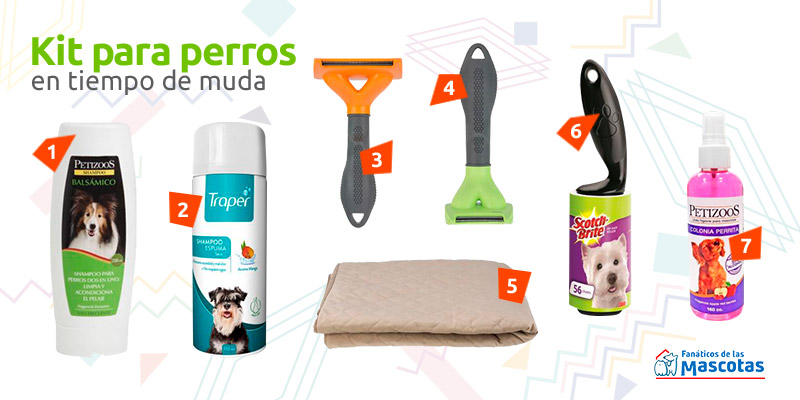 Kit para perros
en tiempo de muda
1
PETIZOOS
SHAMPOO
BALSÁMICO
SHAMPOO PARA
PERROS DOS EN UNO:
LIMPIA Y
ACONDICIONA
EL PELAJE
2
Traper
SHAMPOO
ESPUMA
3
4
5
6
Scotch-
Brite
56
7
PETIZOOS
COLONIA PERRITA
160 cc.
Fanáticos de las
Mascotas